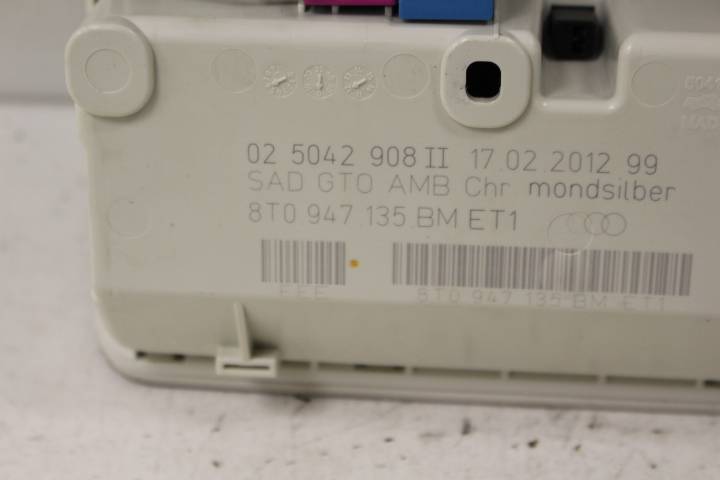 02 5042 908 II 17.02.2012 99
SAD GTO AMB Chr mondsilber
8T0 947 135 BM ET1
EEE 8T0 947 135 BM ET1